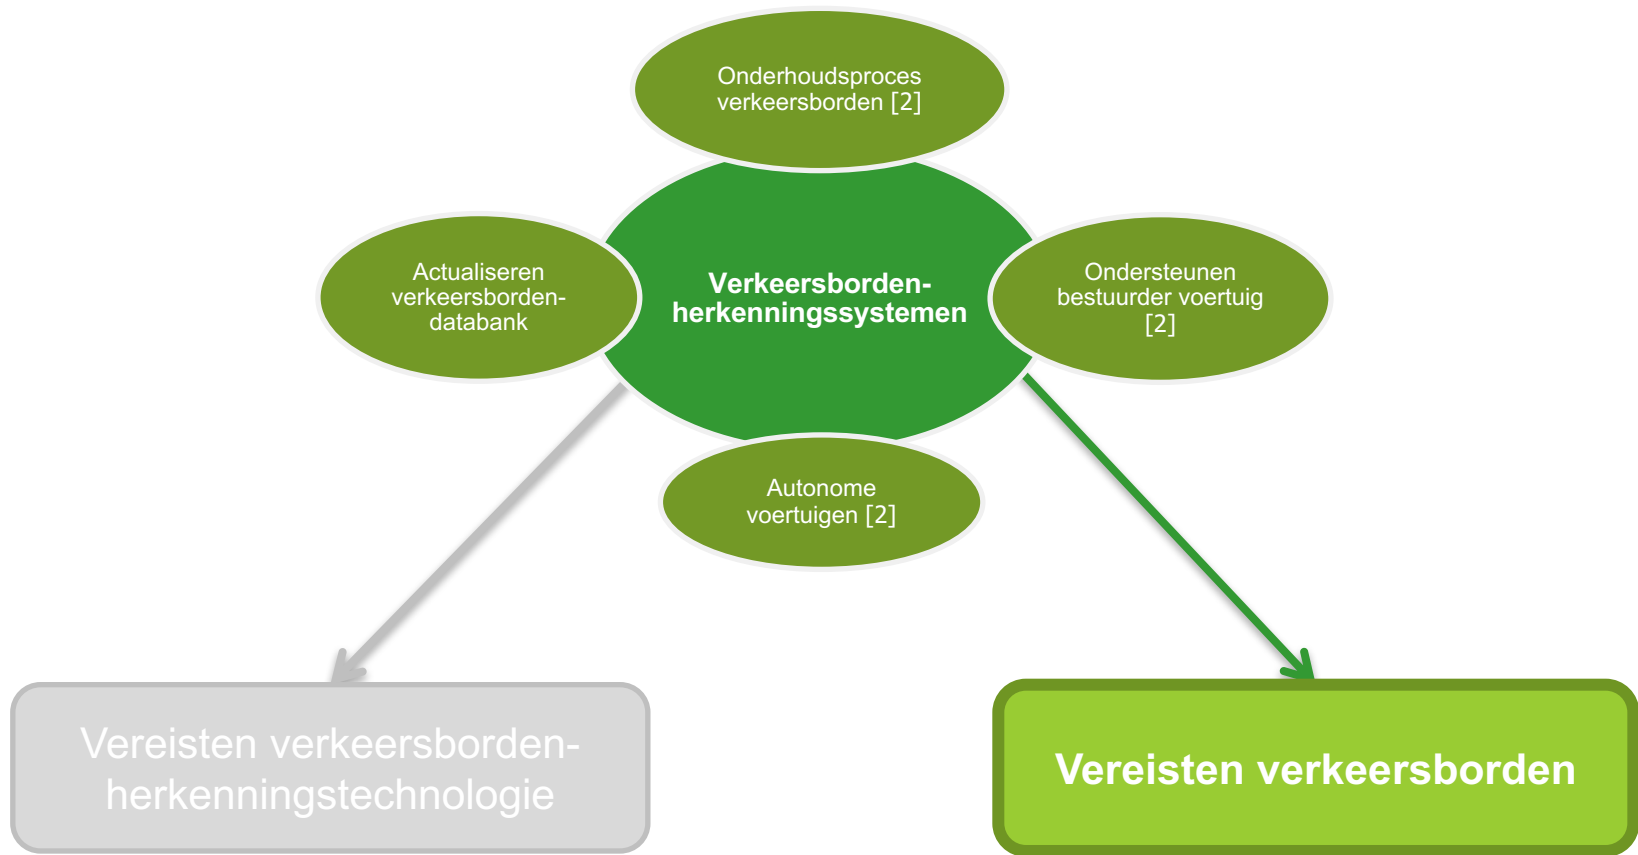 Onderhoudsproces
verkeersborden [2]
Actualiseren
verkeersborden-
databank
Verkeersborden-
herkenningssystemen
Ondersteunen
bestuurder voertuig
[2]
Autonome
voertuigen [2]
Vereisten verkeersborden-
herkenningstechnologie
Vereisten verkeersborden